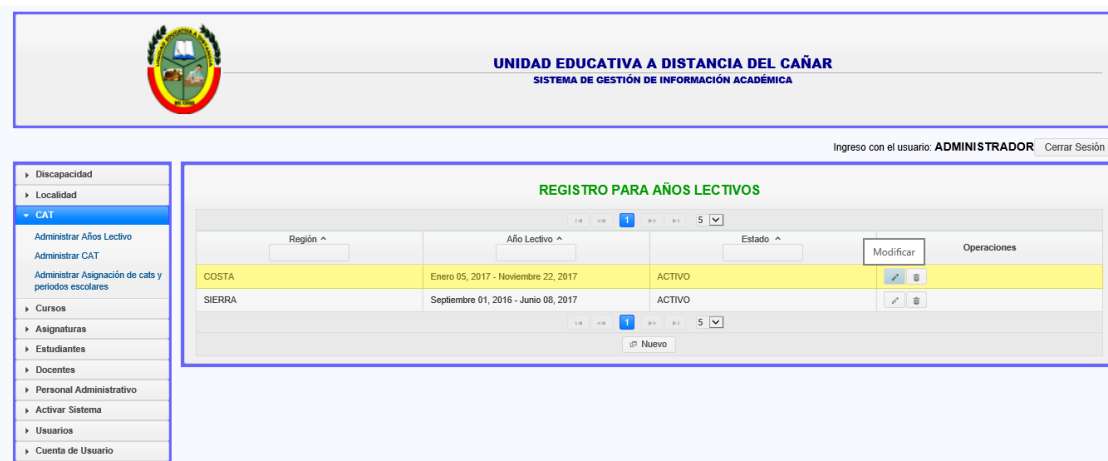 UNIDAD EDUCATIVA A DISTANCIA DEL CAÑAR
SISTEMA DE GESTIÓN DE INFORMACIÓN ACADÉMICA
Ingreso con el usuario: ADMINISTRADOR Cerrar Sesión
Discapacidad
Localidad
CAT
Administrar Años Lectivo
Administrar CAT
Administrar Asignación de cats y
periodos escolares
Cursos
Asignaturas
Estudiantes
Docentes
Personal Administrativo
Activar Sistema
Usuarios
Cuenta de Usuario
REGISTRO PARA AÑOS LECTIVOS
1 5
Región Año Lectivo Estado Operaciones
Modificar
COSTA Enero 05, 2017 - Noviembre 22, 2017 ACTIVO
SIERRA Septiembre 01, 2016 - Junio 08, 2017 ACTIVO
1 5
Nuevo